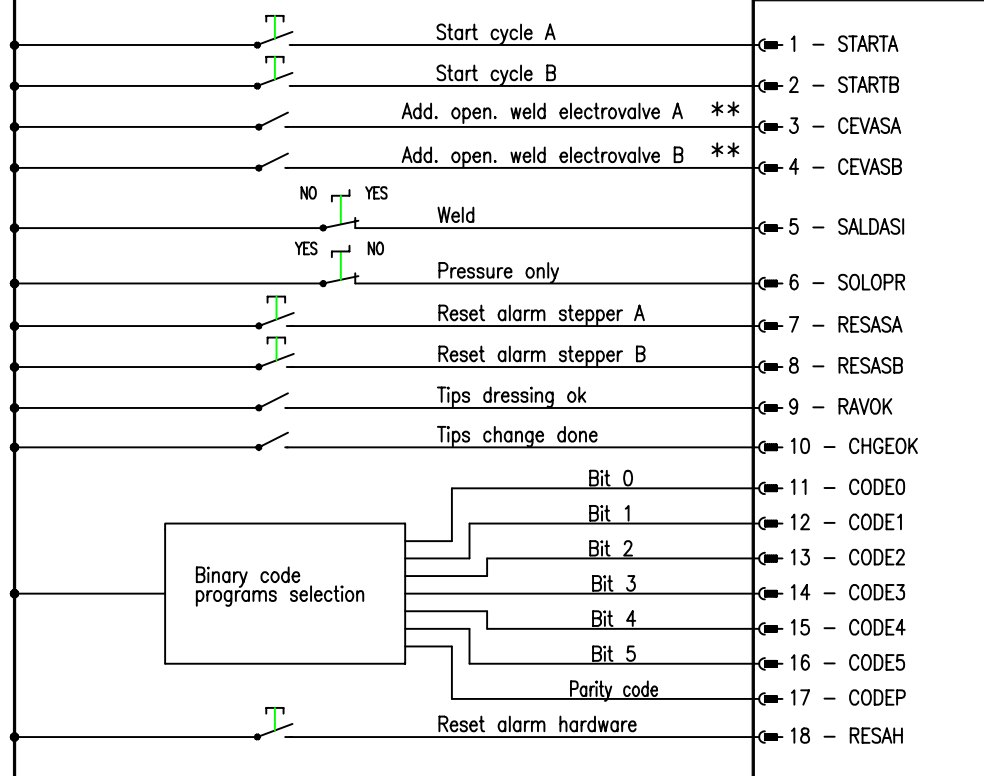 Start cycle A 1 – STARTA
Start cycle B 2 – STARTB
Add. open. weld electrovalve A ** 3 – CEVASA
Add. open. weld electrovalve B ** 4 – CEVASB
NO YES
Weld 5 – SALDASI
YES NO
Pressure only 6 – SOLOPR
Reset alarm stepper A 7 – RESASA
Reset alarm stepper B 8 – RESASB
Tips dressing ok 9 – RAVOK
Tips change done 10 – CHGEOK
Bit 0 11 – CODE0
Bit 1 12 – CODE1
Bit 2 13 – CODE2
Binary code
programs selection
Bit 3 14 – CODE3
Bit 4 15 – CODE4
Bit 5 16 – CODE5
Parity code 17 – CODEP
Reset alarm hardware 18 – RESAH